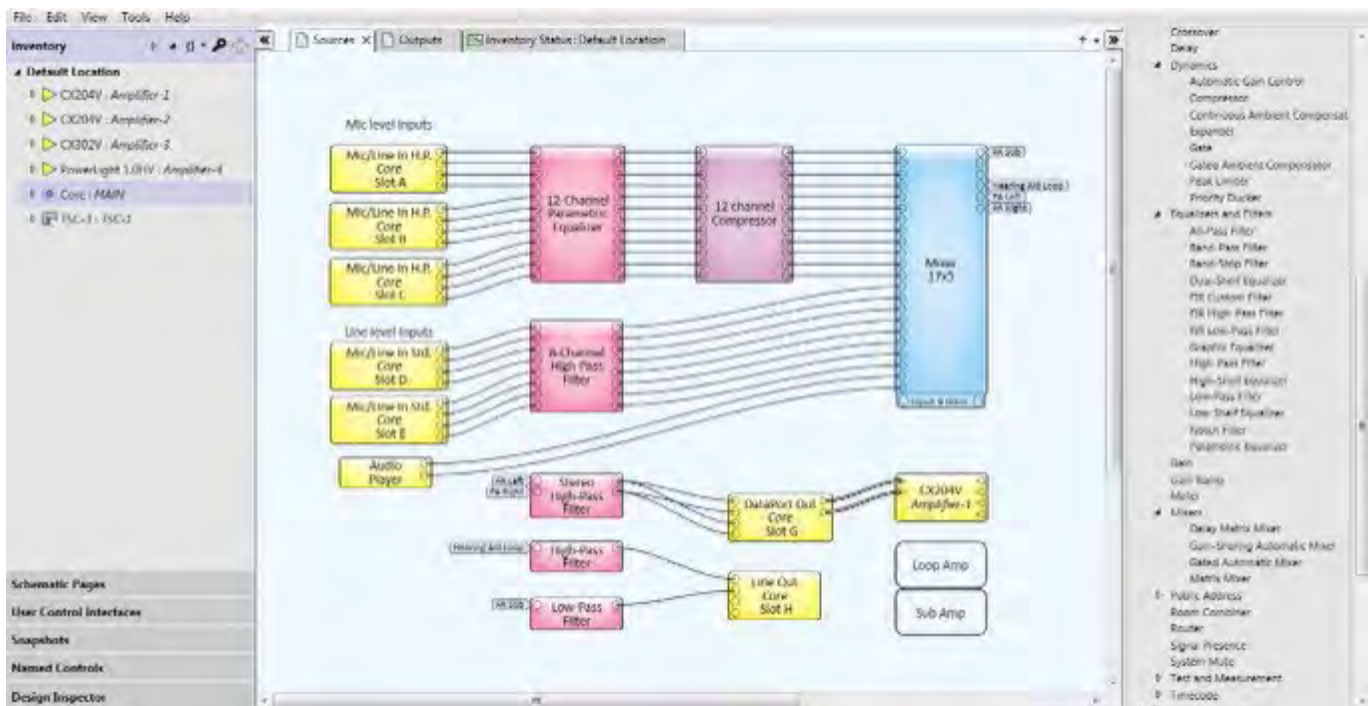 File Edit View Tools Help
Inventory
Default Location
CX204V : Amplifier-1
CX204V : Amplifier-2
CX302V : Amplifier-3
PowerLight 1.0HV : Amplifier-4
Core : MAIN
TSC-3 : TSC-1
Schematic Pages
User Control Interfaces
Snapshots
Named Controls
Design Inspector
Sources
Outputs
Inventory Status: Default Location
Mic level Inputs
Mic/Line In H.P.
Core
Slot A
Mic/Line In H.P.
Core
Slot B
Mic/Line In H.P.
Core
Slot C
Line level Inputs
Mic/Line In Std.
Core
Slot D
Mic/Line In Std.
Core
Slot E
Audio
Player
12-Channel
Parametric
Equalizer
12 channel
Compressor
8-Channel
High Pass
Filter
Mixer
17x5
PA Sub
Hearing Aid Loop
PA Left
PA Right
PA Left
PA Right
Stereo
High-Pass
Filter
Hearing Aid Loop
High-Pass
Filter
PA Sub
Low-Pass
Filter
DataPort Out
Core
Slot G
Line Out
Core
Slot H
CX204V
Amplifier-1
Loop Amp
Sub Amp
Crossover
Delay
Dynamics
Automatic Gain Control
Compressor
Continuous Ambient Compensat
Expander
Gate
Gated Ambient Compensator
Peak Limiter
Priority Ducker
Equalizers and Filters
All-Pass Filter
Band-Pass Filter
Band-Stop Filter
Dual-Shelf Equalizer
FIR Custom Filter
FIR High-Pass Filter
FIR Low-Pass Filter
Graphic Equalizer
High-Pass Filter
High-Shelf Equalizer
Low-Pass Filter
Low-Shelf Equalizer
Notch Filter
Parametric Equalizer
Gain
Gain Ramp
Meter
Mixers
Delay Matrix Mixer
Gain-Sharing Automatic Mixer
Gated Automatic Mixer
Matrix Mixer
Public Address
Room Combiner
Router
Signal Presence
System Mute
Test and Measurement
Timecode